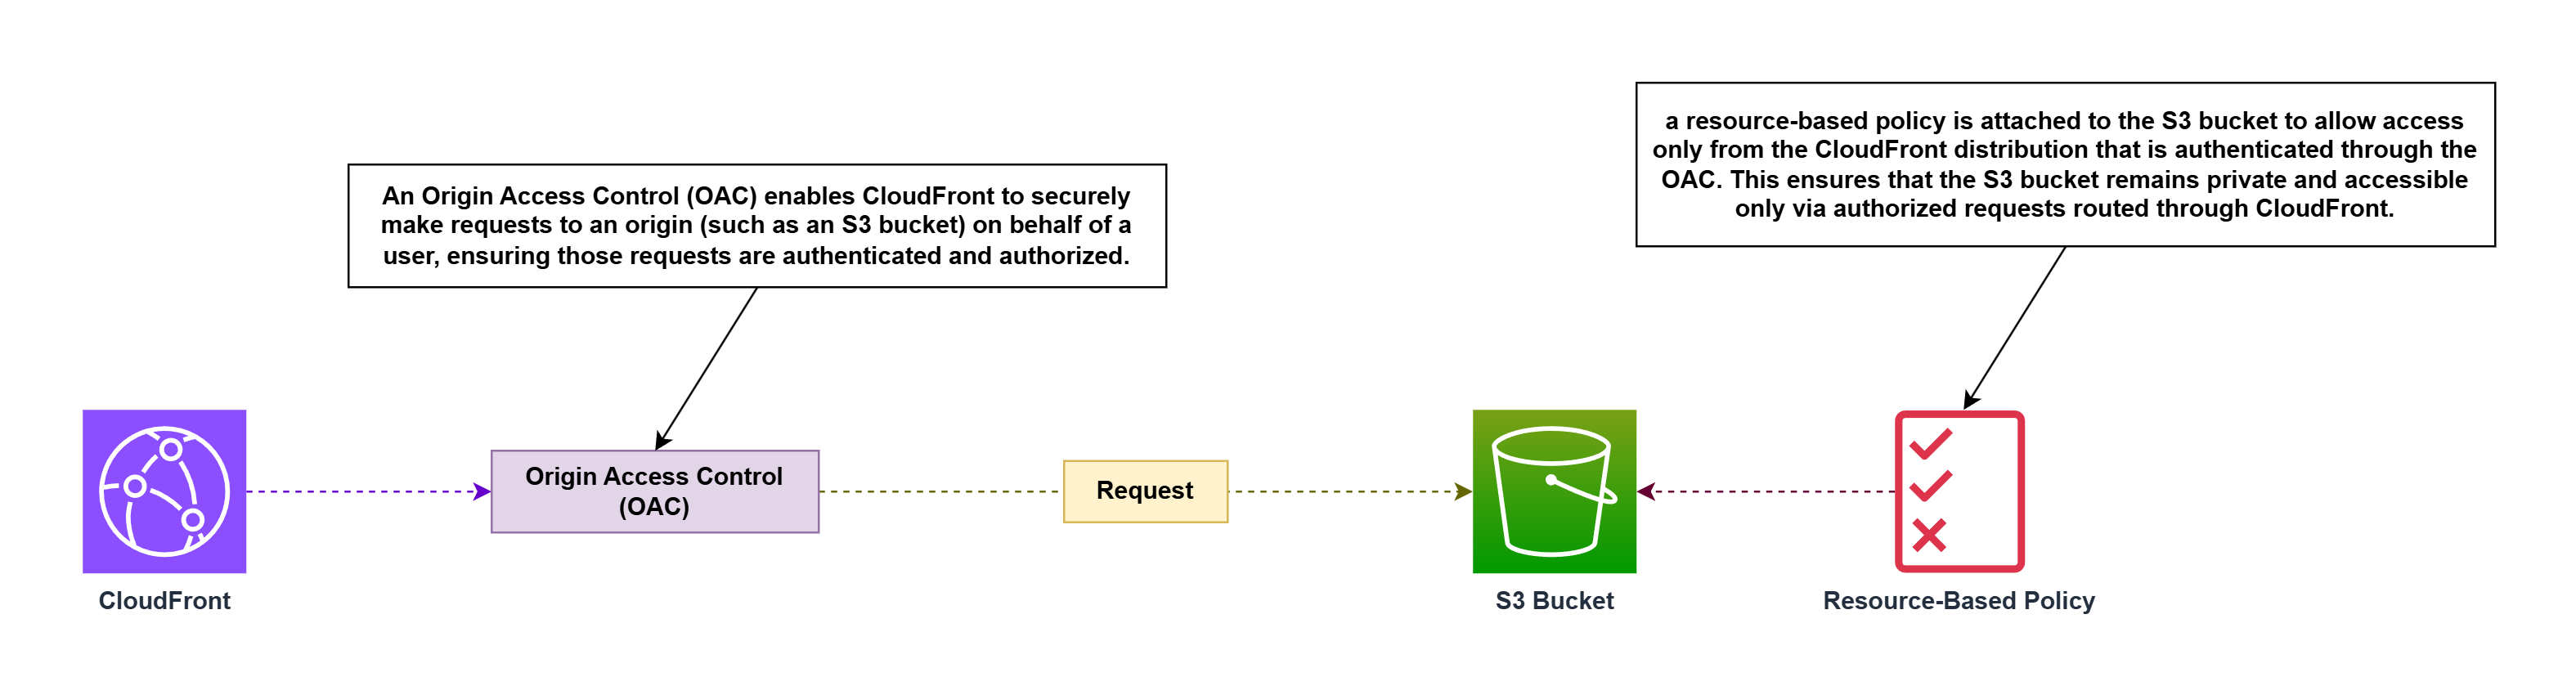 a resource-based policy is attached to the S3 bucket to allow access
only from the CloudFront distribution that is authenticated through the
OAC. This ensures that the S3 bucket remains private and accessible
only via authorized requests routed through CloudFront.
An Origin Access Control (OAC) enables CloudFront to securely
make requests to an origin (such as an S3 bucket) on behalf of a
user, ensuring those requests are authenticated and authorized.
Origin Access Control
(OAC)
Request
CloudFront
S3 Bucket
Resource-Based Policy